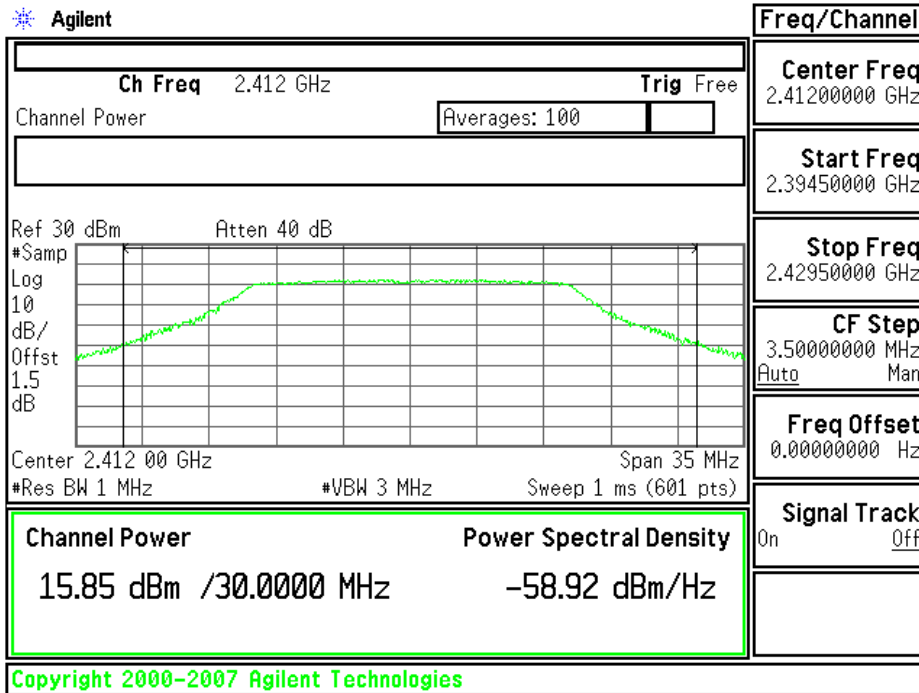 Agilent
Freq/Channel
Ch Freq 2.412 GHz Trig Free
Channel Power Averages: 100
Ref 30 dBm Atten 40 dB
#Samp
Log
10
dB/
Offst
1.5
dB
Center 2.412 00 GHz Span 35 MHz
#Res BW 1 MHz #VBW 3 MHz Sweep 1 ms (601 pts)
Channel Power Power Spectral Density
15.85 dBm /30.0000 MHz -58.92 dBm/Hz
Center Freq
2.41200000 GHz
Start Freq
2.39450000 GHz
Stop Freq
2.42950000 GHz
CF Step
3.50000000 MHz
Auto Man
Freq Offset
0.00000000 Hz
Signal Track
On Off
Copyright 2000-2007 Agilent Technologies